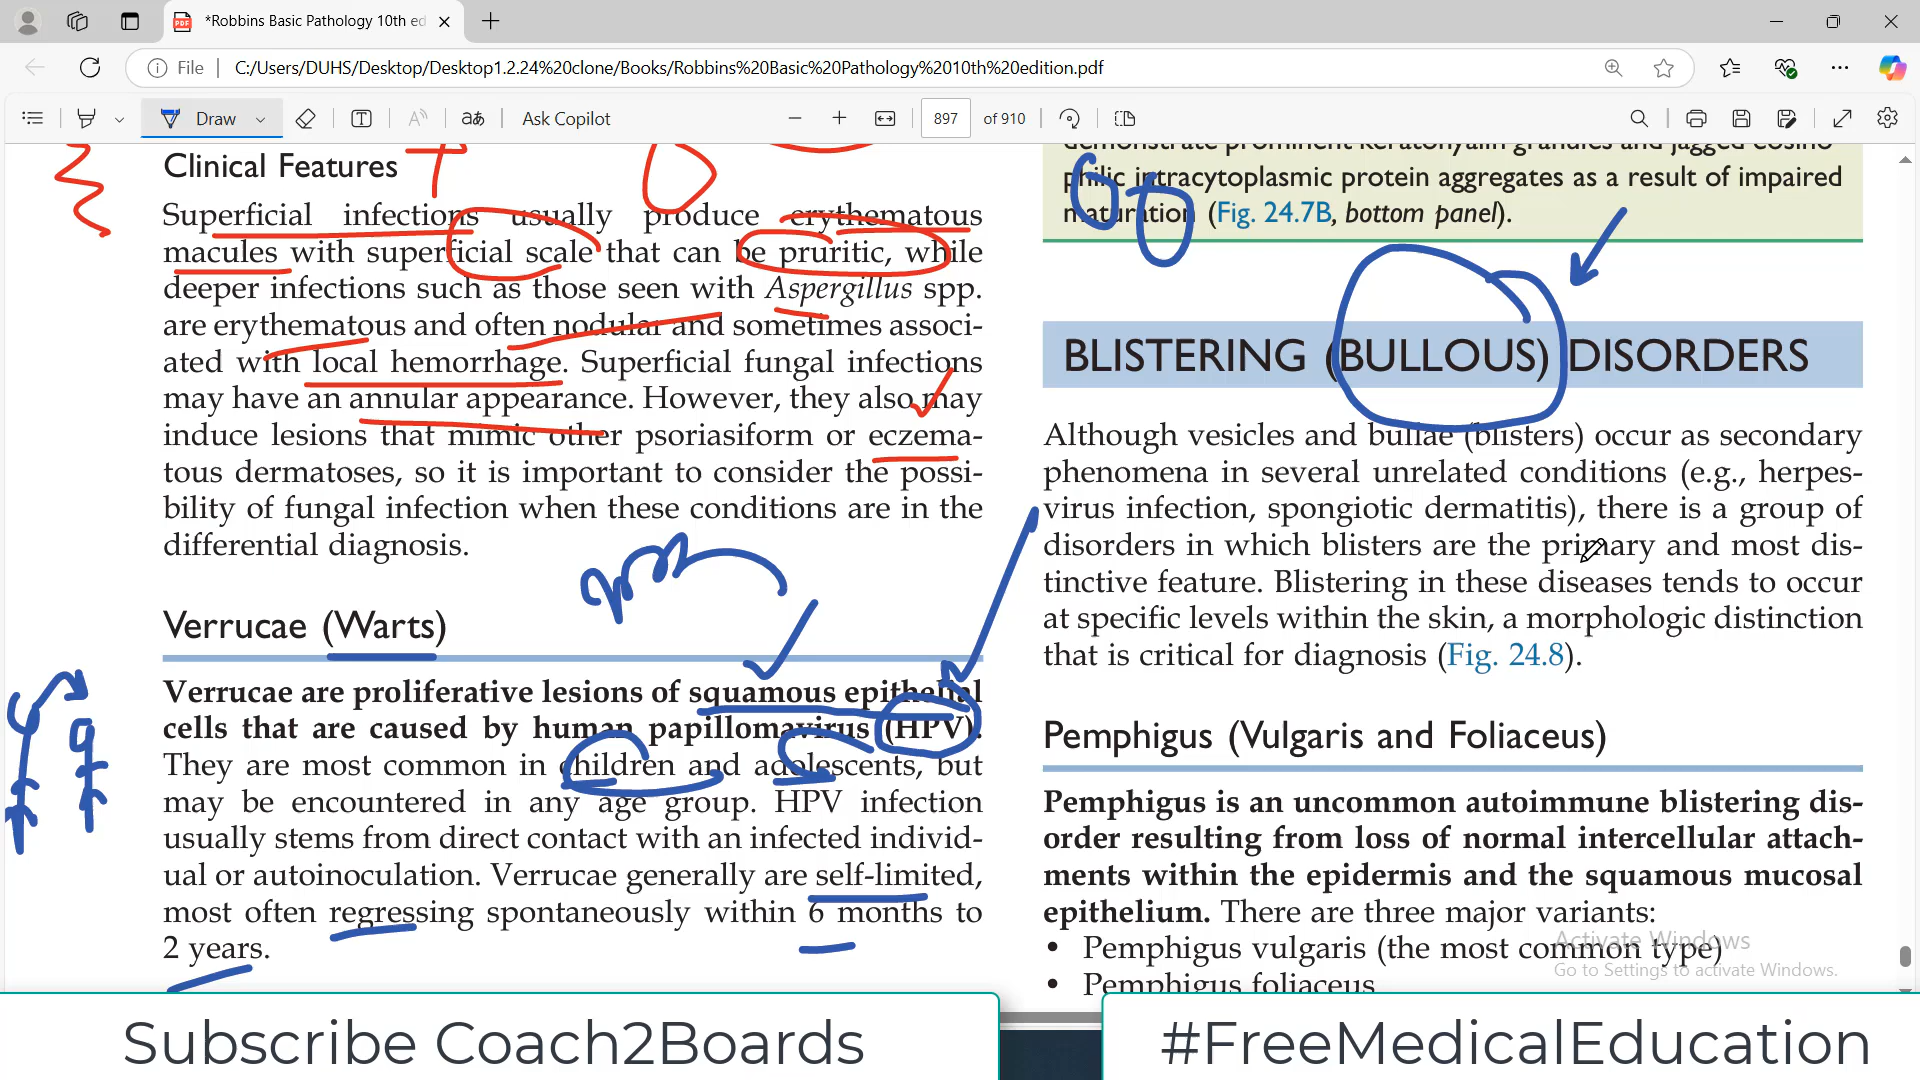 *Robbins Basic Pathology 10th ed
File
C:/Users/DUHS/Desktop/Desktop1.2.24%20clone/Books/Robbins%20Basic%20Pathology%2010th%20edition.pdf
Draw
Ask Copilot
897 of 910
Clinical Features
Superficial infections usually produce erythematous
macules with superficial scale that can be pruritic, while
deeper infections such as those seen with Aspergillus spp.
are erythematous and often nodular and sometimes associ-
ated with local hemorrhage. Superficial fungal infections
may have an annular appearance. However, they also may
induce lesions that mimic other psoriasiform or eczema-
tous dermatoses, so it is important to consider the possi-
bility of fungal infection when these conditions are in the
differential diagnosis.
Verrucae (Warts)
Verrucae are proliferative lesions of squamous epithelial
cells that are caused by human papillomavirus (HPV).
They are most common in children and adolescents, but
may be encountered in any age group. HPV infection
usually stems from direct contact with an infected individ-
ual or autoinoculation. Verrucae generally are self-limited,
most often regressing spontaneously within 6 months to
2 years.
demonstrate prominent keratohyalin granules and jagged eosino-
philic intracytoplasmic protein aggregates as a result of impaired
maturation (Fig. 24.7B, bottom panel).
BLISTERING (BULLOUS) DISORDERS
Although vesicles and bullae (blisters) occur as secondary
phenomena in several unrelated conditions (e.g., herpes-
virus infection, spongiotic dermatitis), there is a group of
disorders in which blisters are the primary and most dis-
tinctive feature. Blistering in these diseases tends to occur
at specific levels within the skin, a morphologic distinction
that is critical for diagnosis (Fig. 24.8).
Pemphigus (Vulgaris and Foliaceus)
Pemphigus is an uncommon autoimmune blistering dis-
order resulting from loss of normal intercellular attach-
ments within the epidermis and the squamous mucosal
epithelium. There are three major variants:
• Pemphigus vulgaris (the most common type)
• Pemphigus foliaceus
Activate Windows
Go to Settings to activate Windows.
Subscribe Coach2Boards
#FreeMedicalEducation